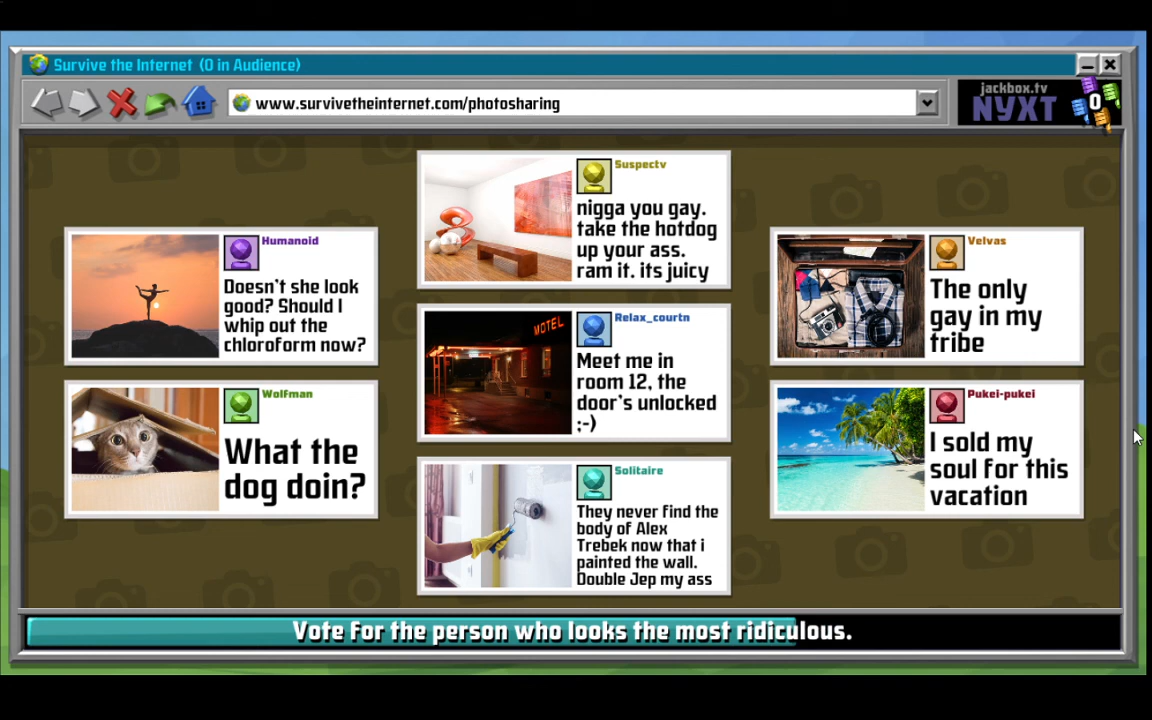 Survive the Internet (0 in Audience)
www.survivetheinternet.com/photosharing
jackbox.tv
NYXT
0
Humanoid
Doesn't she look
good? Should I
whip out the
chloroform now?
Wolfman
What the
dog doin?
Suspectv
nigga you gay.
take the hotdog
up your ass.
ram it. its juicy
MOTEL
Relax_courtn
Meet me in
room 12, the
door's unlocked
;-)
Solitaire
They never find the
body of Alex
Trebek now that i
painted the wall.
Double Jep my ass
Velvas
The only
gay in my
tribe
Pukei-pukei
I sold my
soul for this
vacation
Vote for the person who looks the most ridiculous.